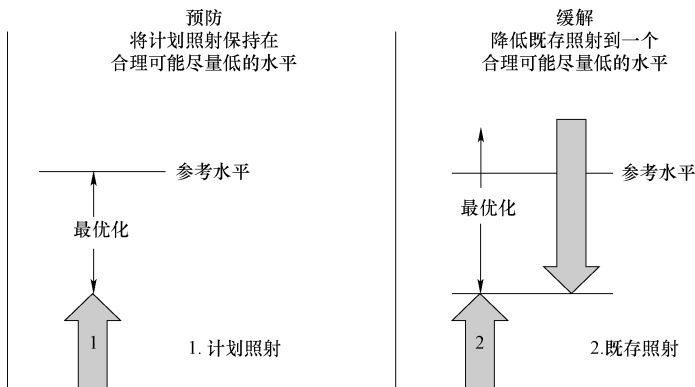 预防
将计划照射保持在
合理可能尽量低的水平
参考水平
最优化
1
1. 计划照射
缓解
降低既存照射到一个
合理可能尽量低的水平
参考水平
最优化
2
2.既存照射